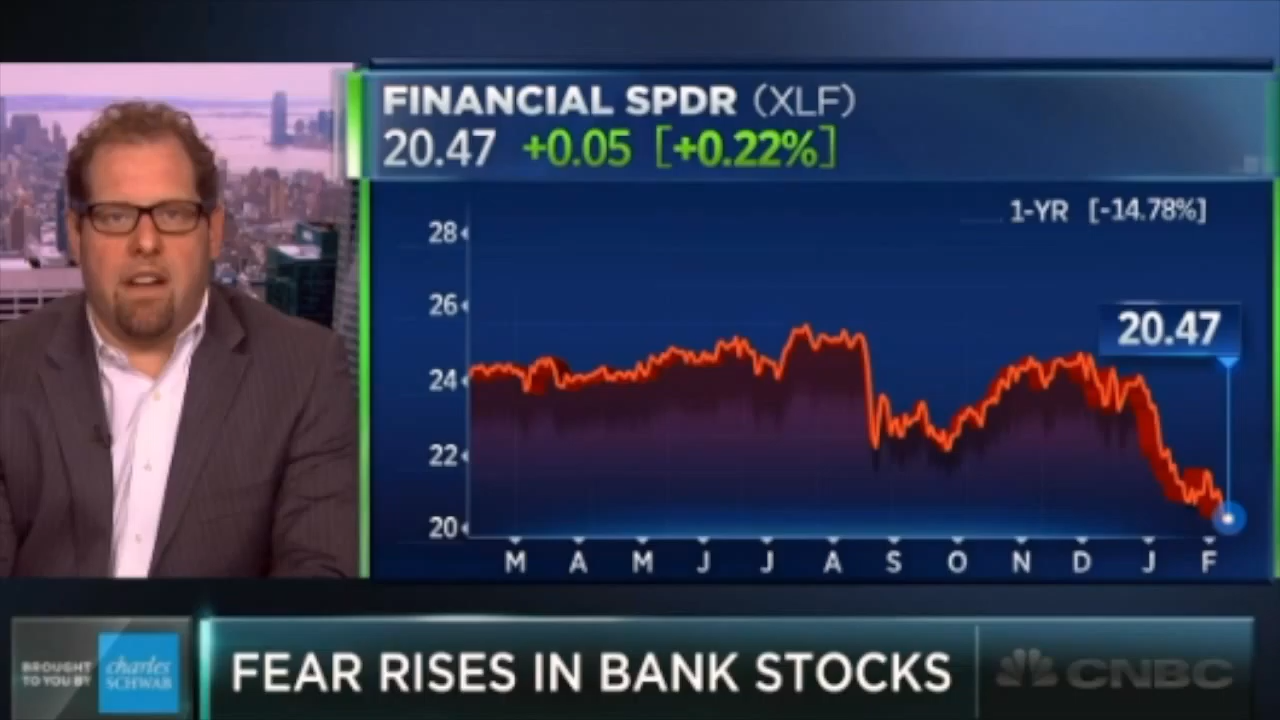 FINANCIAL SPDR (XLF)
20.47 +0.05 [+0.22%]
1-YR [-14.78%]
28
26
24
22
20
20.47
M A M J J A S O N D J F
BROUGHT
TO YOU BY
charles
SCHWAB
FEAR RISES IN BANK STOCKS
CNBC